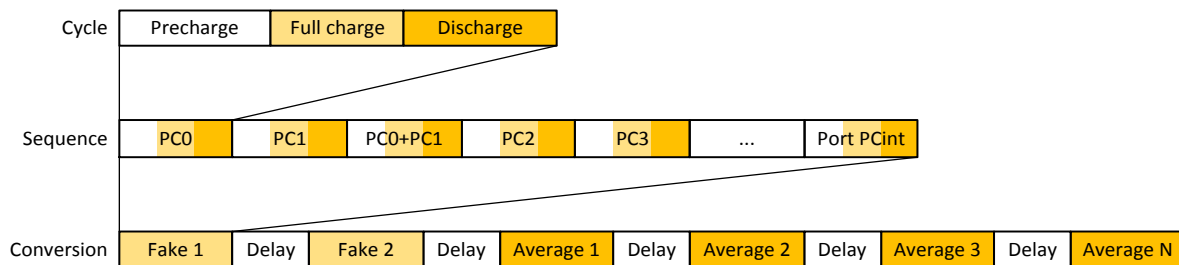 Cycle Precharge Full charge Discharge
Sequence PC0 PC1 PC0+PC1 PC2 PC3 ... Port PCint
Conversion Fake 1 Delay Fake 2 Delay Average 1 Delay Average 2 Delay Average 3 Delay Average N